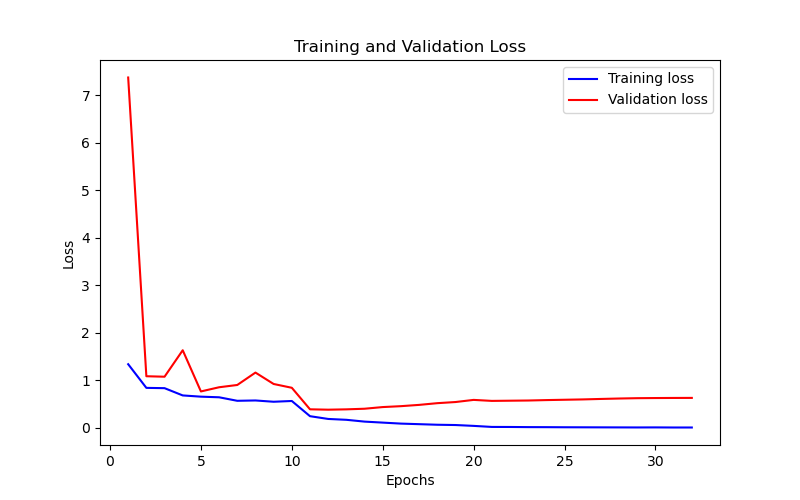 Training and Validation Loss
Training loss
Validation loss
7
6
5
4
3
2
1
0
Loss
0 5 10 15 20 25 30
Epochs